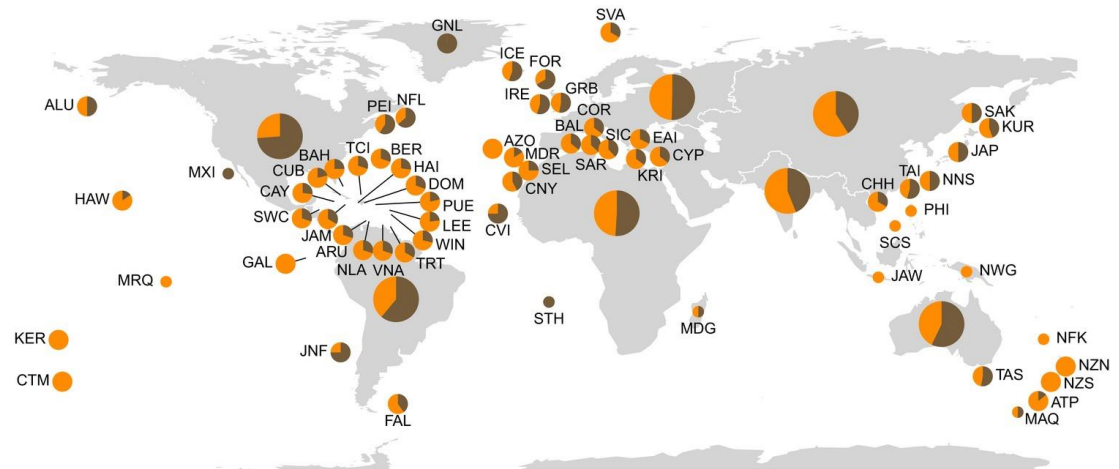 SVA
GNL
ICE
FOR
GRB
IRE
COR
ALU
PEI
NFL
BAL
SIC
EAI
SAK
KUR
AZO
MDR
SAR
CYP
JAP
BER
TCI
BAH
HAI
SEL
KRI
TAI
NNS
MXI
CUB
DOM
CNY
CHH
HAW
CAY
PUE
PHI
SWC
LEE
CVI
SCS
JAM
WIN
ARU
GAL
NLA
VNA
TRT
JAW
NWG
MRQ
STH
MDG
KER
NFK
JNF
NZN
CTM
TAS
NZS
ATP
FAL
MAQ